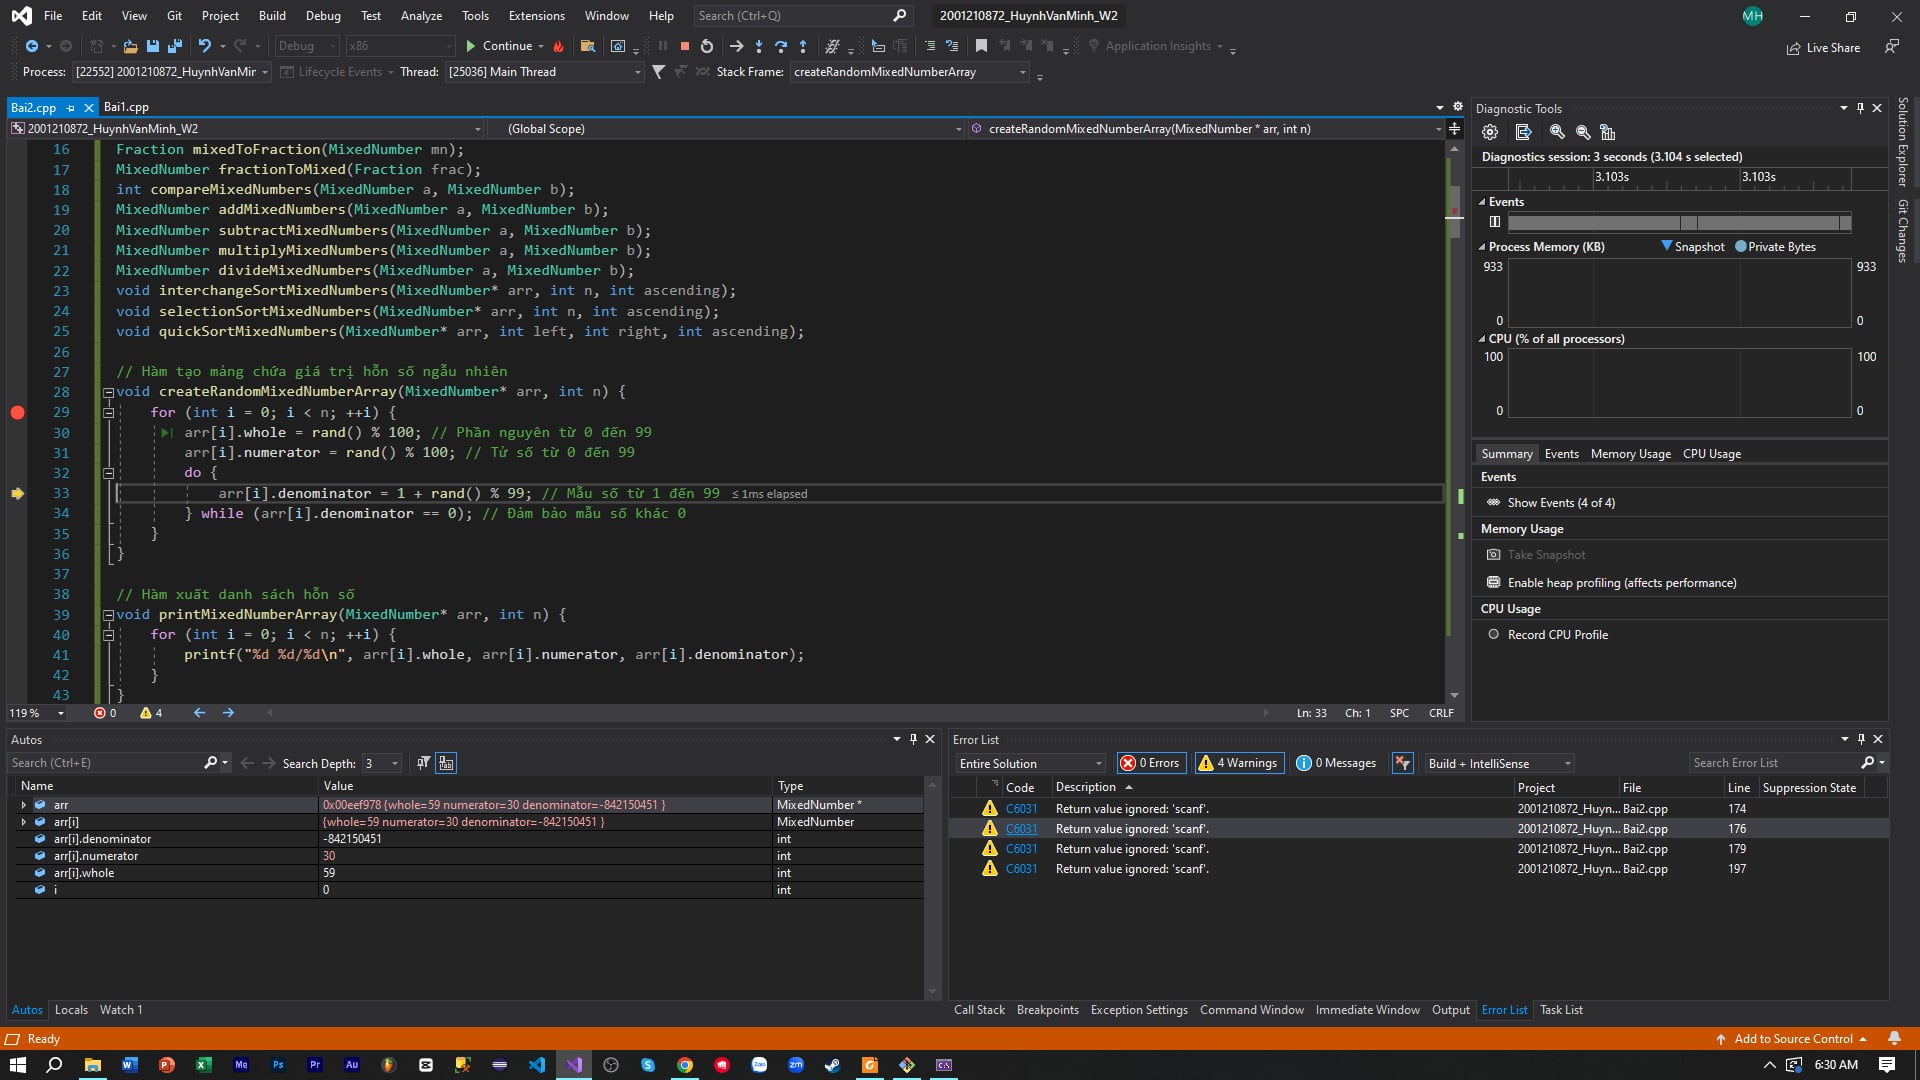 File Edit View Git Project Build Debug Test Analyze Tools Extensions Window Help Search (Ctrl+Q) 2001210872_HuynhVanMinh_W2 MH
Debug x86 Continue Application Insights Live Share
Process: [22552] 2001210872_HuynhVanMir Lifecycle Events Thread: [25036] Main Thread Stack Frame: createRandomMixedNumberArray
Bai2.cpp Bai1.cpp
2001210872_HuynhVanMinh_W2 (Global Scope) createRandomMixedNumberArray(MixedNumber * arr, int n)
16 Fraction mixedToFraction(MixedNumber mn);
17 MixedNumber fractionToMixed(Fraction frac);
18 int compareMixedNumbers(MixedNumber a, MixedNumber b);
19 MixedNumber addMixedNumbers(MixedNumber a, MixedNumber b);
20 MixedNumber subtractMixedNumbers(MixedNumber a, MixedNumber b);
21 MixedNumber multiplyMixedNumbers(MixedNumber a, MixedNumber b);
22 MixedNumber divideMixedNumbers(MixedNumber a, MixedNumber b);
23 void interchangeSortMixedNumbers(MixedNumber* arr, int n, int ascending);
24 void selectionSortMixedNumbers(MixedNumber* arr, int n, int ascending);
25 void quickSortMixedNumbers(MixedNumber* arr, int left, int right, int ascending);
26
27 // Hàm tạo mảng chứa giá trị hỗn số ngẫu nhiên
28 void createRandomMixedNumberArray(MixedNumber* arr, int n) {
29 for (int i = 0; i < n; ++i) {
30 arr[i].whole = rand() % 100; // Phần nguyên từ 0 đến 99
31 arr[i].numerator = rand() % 100; // Tử số từ 0 đến 99
32 do {
33 arr[i].denominator = 1 + rand() % 99; // Mẫu số từ 1 đến 99 ≤ 1ms elapsed
34 } while (arr[i].denominator == 0); // Đảm bảo mẫu số khác 0
35 }
36 }
37
38 // Hàm xuất danh sách hỗn số
39 void printMixedNumberArray(MixedNumber* arr, int n) {
40 for (int i = 0; i < n; ++i) {
41 printf("%d %d/%d\n", arr[i].whole, arr[i].numerator, arr[i].denominator);
42 }
43 }
119 % 0 4 Ln: 33 Ch: 1 SPC CRLF
Diagnostic Tools
Diagnostics session: 3 seconds (3.104 s selected)
3.103s 3.103s
Events
Process Memory (KB) Snapshot Private Bytes
933 933
0 0
CPU (% of all processors)
100 100
0 0
Summary Events Memory Usage CPU Usage
Events
Show Events (4 of 4)
Memory Usage
Take Snapshot
Enable heap profiling (affects performance)
CPU Usage
Record CPU Profile
Solution Explorer
Git Changes
Autos
Search (Ctrl+E) Search Depth: 3
Name Value Type
arr 0x00eef978 {whole=59 numerator=30 denominator=-842150451 } MixedNumber *
arr[i] {whole=59 numerator=30 denominator=-842150451 } MixedNumber
arr[i].denominator -842150451 int
arr[i].numerator 30 int
arr[i].whole 59 int
i 0 int
Autos Locals Watch 1
Error List
Entire Solution 0 Errors 4 Warnings 0 Messages Build + IntelliSense Search Error List
Code Description Project File Line Suppression State
C6031 Return value ignored: 'scanf'. 2001210872_Huyn... Bai2.cpp 174
C6031 Return value ignored: 'scanf'. 2001210872_Huyn... Bai2.cpp 176
C6031 Return value ignored: 'scanf'. 2001210872_Huyn... Bai2.cpp 179
C6031 Return value ignored: 'scanf'. 2001210872_Huyn... Bai2.cpp 197
Call Stack Breakpoints Exception Settings Command Window Immediate Window Output Error List Task List
Ready Add to Source Control
6:30 AM